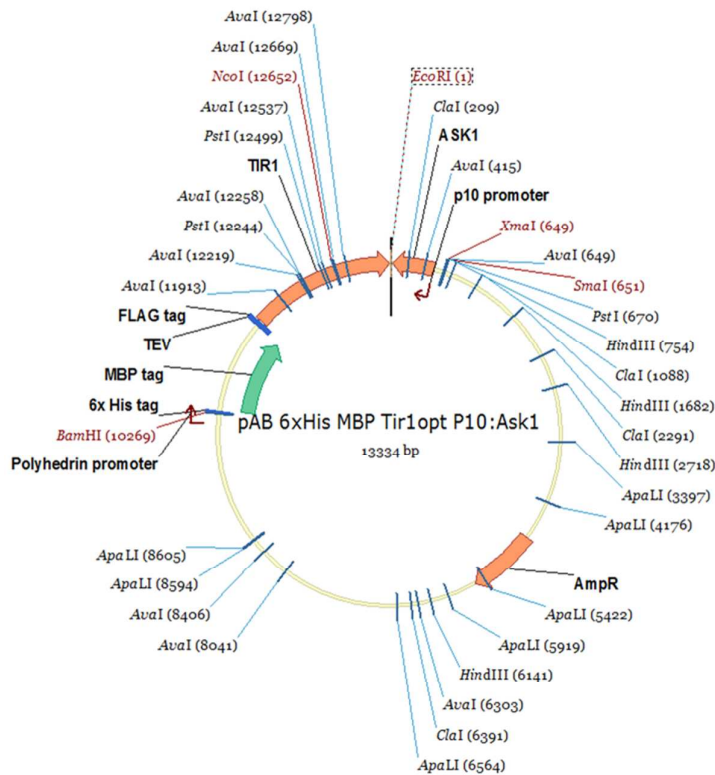 AvaI (12798)
AvaI (12669)
NcoI (12652)
AvaI (12537)
PstI (12499)
TIR1
AvaI (12258)
PstI (12244)
AvaI (12219)
AvaI (11913)
FLAG tag
TEV
MBP tag
6x His tag
BamHI (10269)
Polyhedrin promoter
EcoRI (1)
ClaI (209)
ASK1
AvaI (415)
p10 promoter
XmaI (649)
AvaI (649)
SmaI (651)
PstI (670)
HindIII (754)
ClaI (1088)
HindIII (1682)
ClaI (2291)
HindIII (2718)
ApaLI (3397)
ApaLI (4176)
pAB 6xHis MBP Tir1opt P10:Ask1
13334 bp
AmpR
ApaLI (5422)
ApaLI (5919)
HindIII (6141)
AvaI (6303)
ClaI (6391)
ApaLI (6564)
ApaLI (8605)
ApaLI (8594)
AvaI (8406)
AvaI (8041)